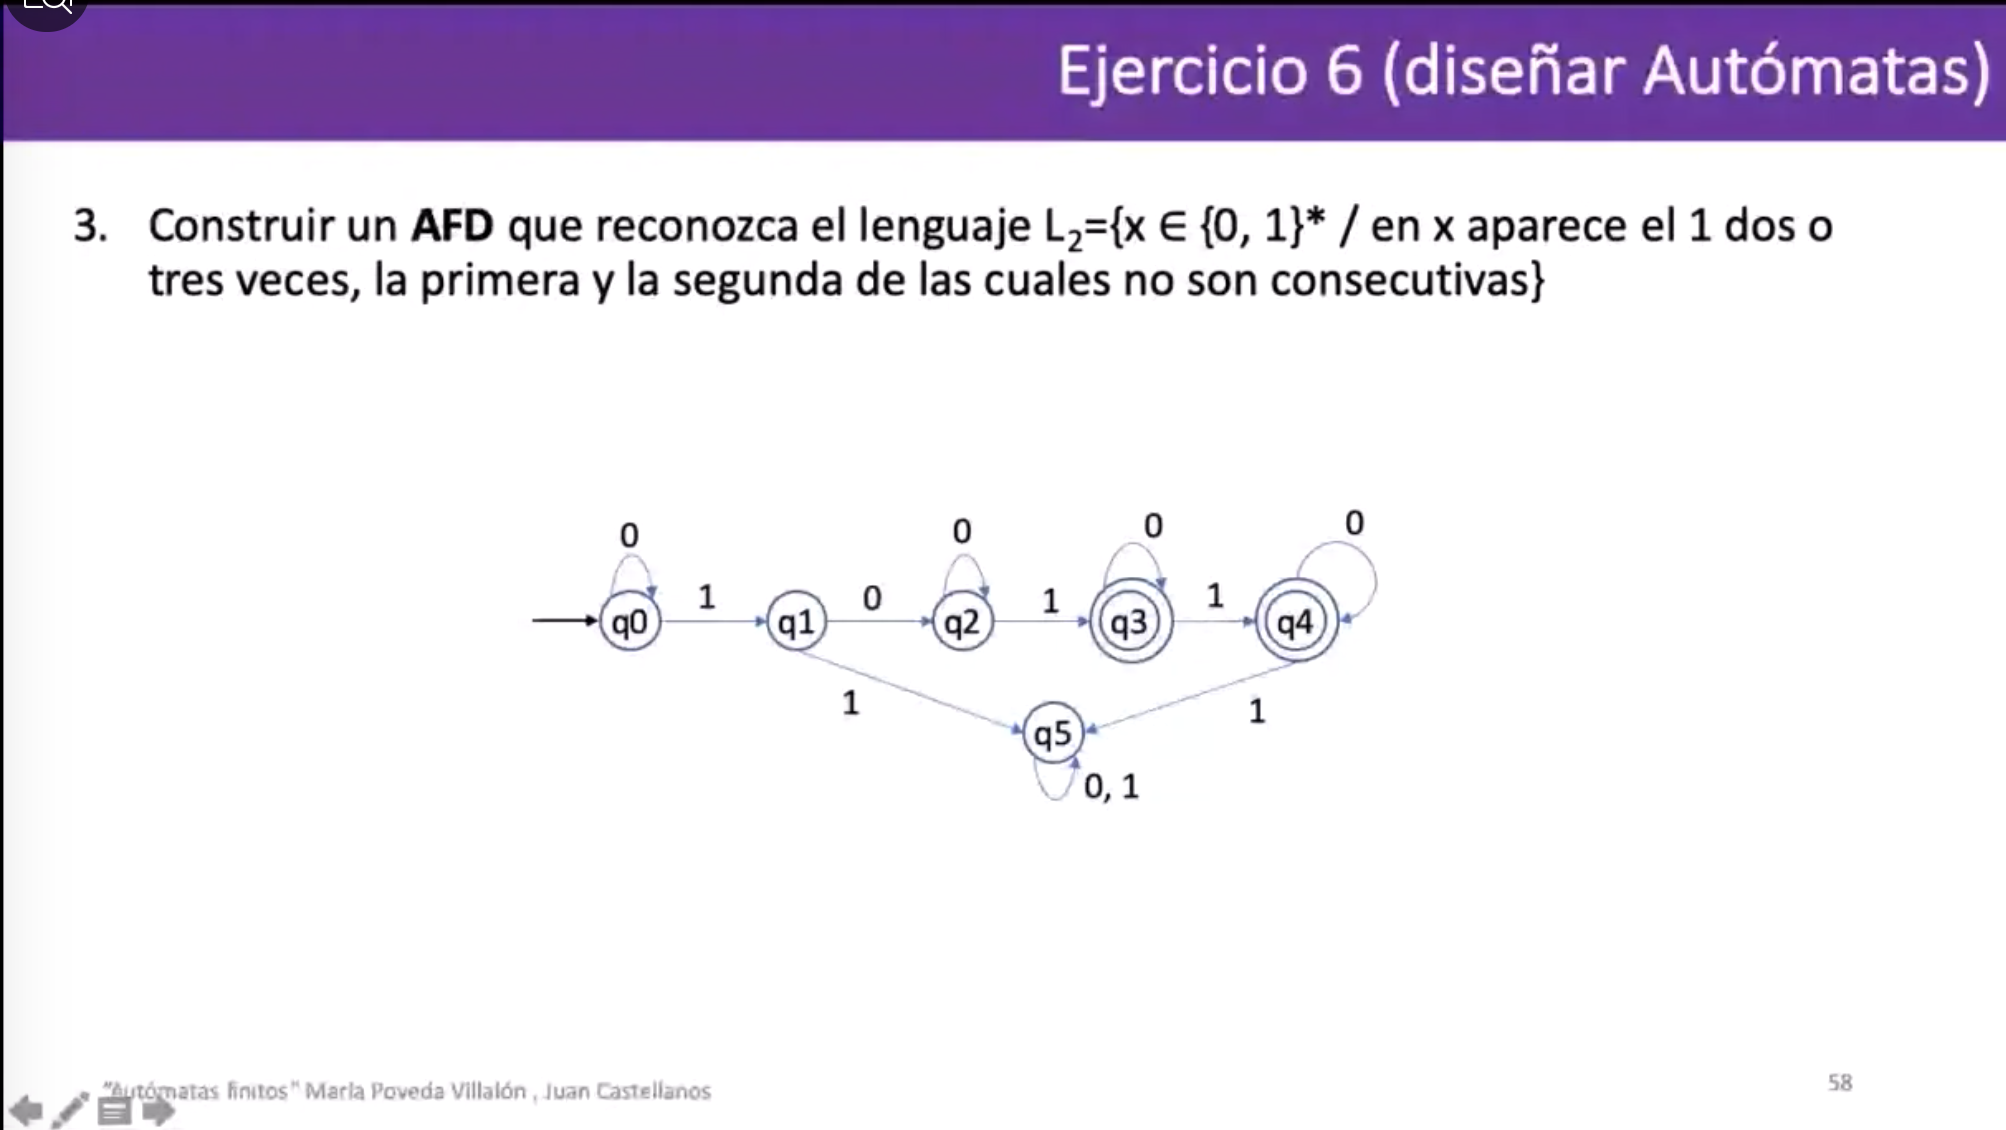 Ejercicio 6 (diseñar Autómatas)
3. Construir un AFD que reconozca el lenguaje L₂={x ∈ {0, 1}* / en x aparece el 1 dos o
tres veces, la primera y la segunda de las cuales no son consecutivas}
0 0 0 0
1 0 1 1
q0 q1 q2 q3 q4
1 1
q5
0, 1
"Autómatas finitos" María Poveda Villalón , Juan Castellanos
58